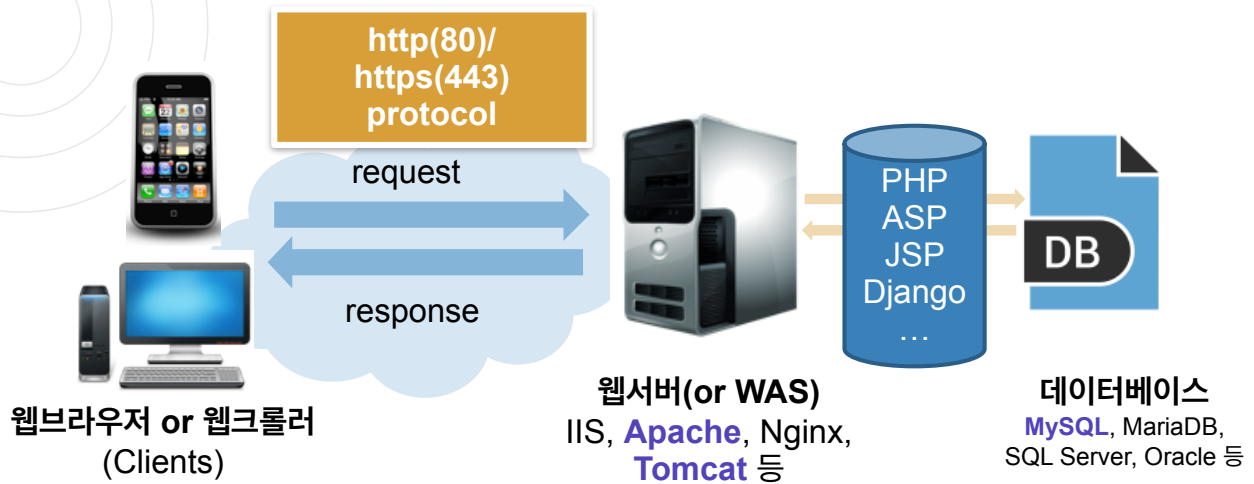 http(80)/
https(443)
protocol
request
response
PHP
ASP
JSP
Django
…
DB
웹브라우저 or 웹크롤러
(Clients)
웹서버(or WAS)
IIS, Apache, Nginx,
Tomcat 등
데이터베이스
MySQL, MariaDB,
SQL Server, Oracle 등